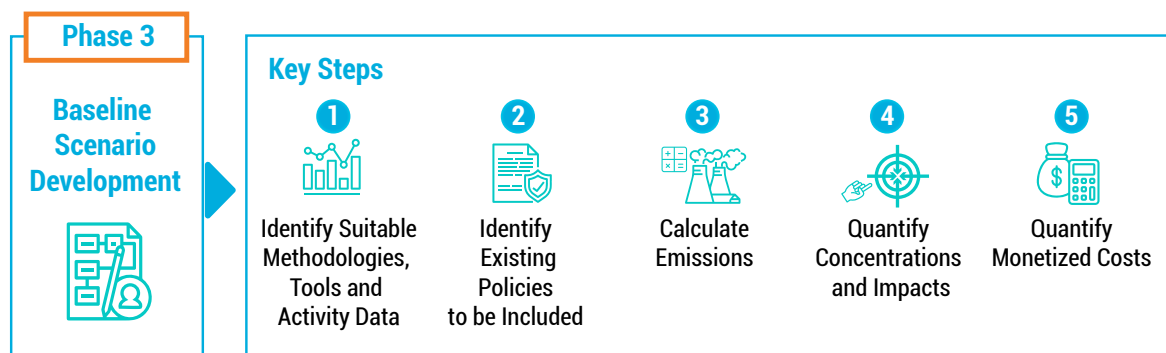 Phase 3
Baseline
Scenario
Development
Key Steps
1
Identify Suitable
Methodologies,
Tools and
Activity Data
2
Identify
Existing
Policies
to be Included
3
Calculate
Emissions
4
Quantify
Concentrations
and Impacts
5
$
Quantify
Monetized Costs